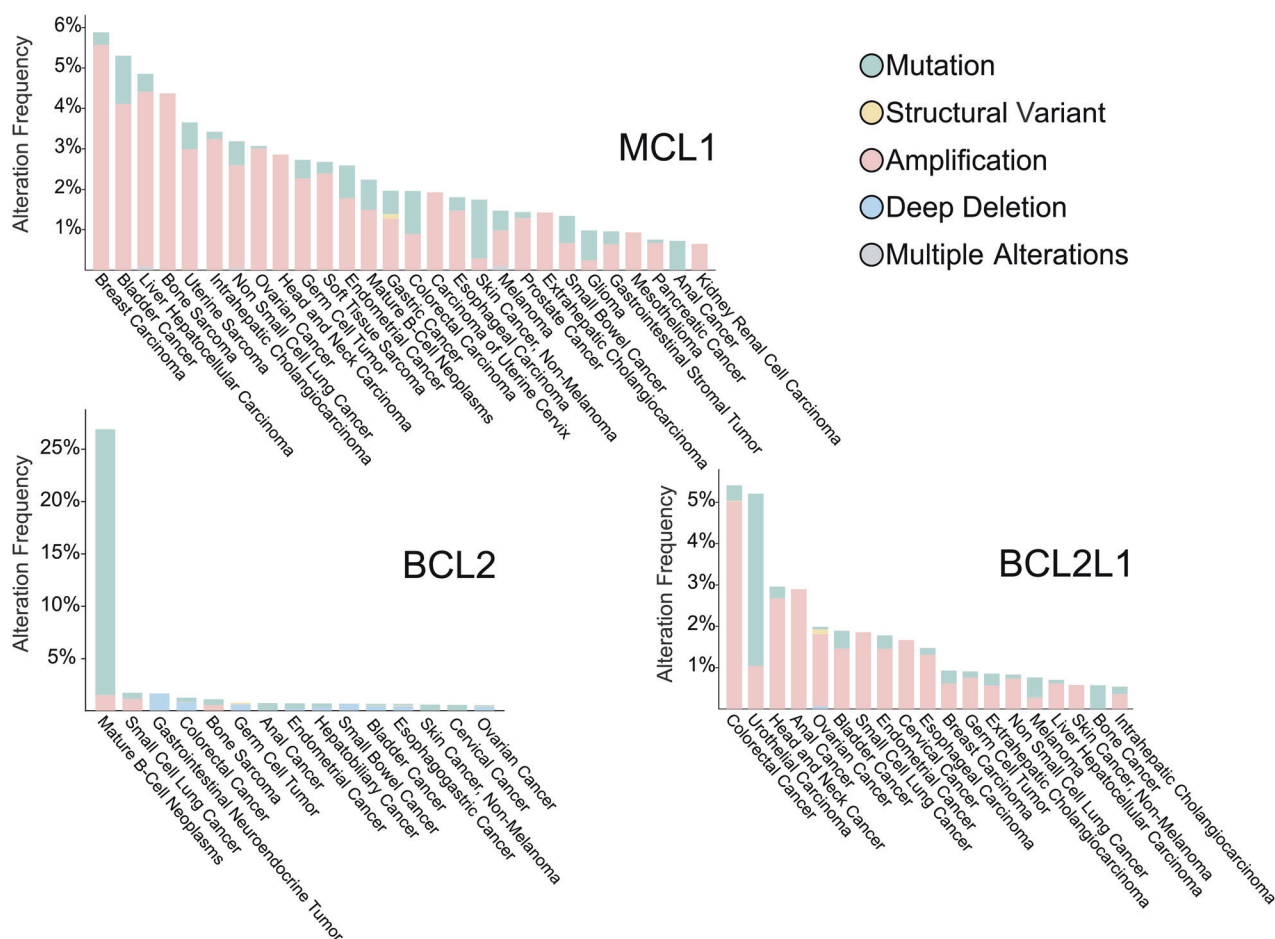 6%
5%
4%
3%
2%
1%
Alteration Frequency
MCL1
Mutation
Structural Variant
Amplification
Deep Deletion
Multiple Alterations
Breast Carcinoma
Bladder Cancer
Liver Hepatocellular Carcinoma
Bone Sarcoma
Uterine Sarcoma
Intrahepatic Cholangiocarcinoma
Non Small Cell Lung Cancer
Ovarian Cancer
Head and Neck Carcinoma
Germ Cell Tumor
Soft Tissue Sarcoma
Endometrial Cancer
Mature B-Cell Neoplasms
Gastric Cancer
Colorectal Carcinoma
Carcinoma of Uterine Cervix
Esophageal Carcinoma
Skin Cancer, Non-Melanoma
Melanoma
Prostate Cancer
Extrahepatic Cholangiocarcinoma
Small Bowel Cancer
Glioma
Gastrointestinal Stromal Tumor
Mesothelioma
Pancreatic Cancer
Anal Cancer
Kidney Renal Cell Carcinoma
25%
20%
15%
10%
5%
Alteration Frequency
BCL2
Mature B-Cell Neoplasms
Small Cell Lung Cancer
Gastrointestinal Neuroendocrine Tumor
Colorectal Cancer
Bone Sarcoma
Germ Cell Tumor
Anal Cancer
Endometrial Cancer
Hepatobiliary Cancer
Small Bowel Cancer
Bladder Cancer
Esophagogastric Cancer
Skin Cancer, Non-Melanoma
Cervical Cancer
Ovarian Cancer
5%
4%
3%
2%
1%
Alteration Frequency
BCL2L1
Colorectal Cancer
Urothelial Carcinoma
Head and Neck Cancer
Anal Cancer
Ovarian Cancer
Bladder Cancer
Small Cell Lung Cancer
Endometrial Cancer
Cervical Cancer
Esophageal Carcinoma
Breast Carcinoma
Germ Cell Tumor
Extrahepatic Cholangiocarcinoma
Non Small Cell Lung Cancer
Melanoma
Liver Hepatocellular Carcinoma
Skin Cancer, Non-Melanoma
Bone Cancer
Intrahepatic Cholangiocarcinoma